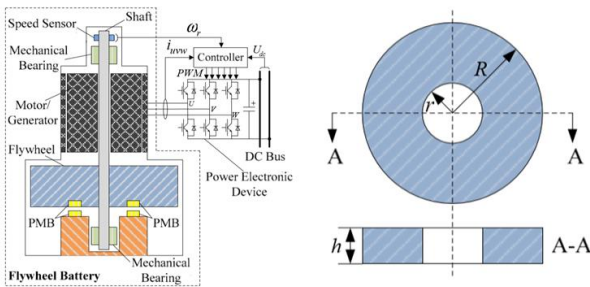 Shaft
Speed Sensor
ω_r
Mechanical
Bearing
i_uvw
Controller
U_dc
PWM
Motor/
Generator
U
V
W
+
DC Bus
Flywheel
Power Electronic
Device
PMB
PMB
Mechanical
Bearing
Flywheel Battery
R
r
A
A
h
A-A